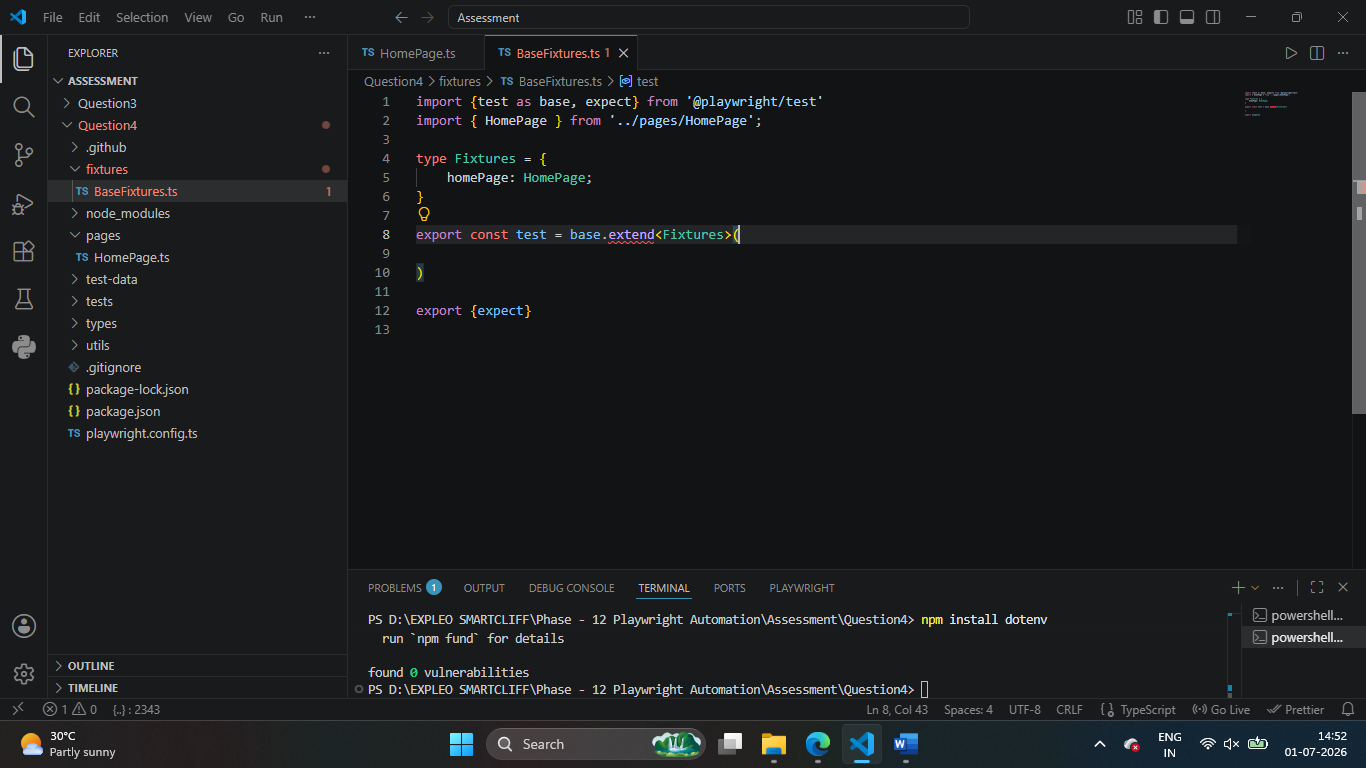 File Edit Selection View Go Run ··· Assessment
EXPLORER ···
ASSESSMENT
Question3
Question4
.github
fixtures
TS BaseFixtures.ts 1
node_modules
pages
TS HomePage.ts
test-data
tests
types
utils
.gitignore
{} package-lock.json
{} package.json
TS playwright.config.ts
OUTLINE
TIMELINE
TS HomePage.ts TS BaseFixtures.ts 1
Question4 > fixtures > TS BaseFixtures.ts > test
1 import {test as base, expect} from '@playwright/test'
2 import { HomePage } from '../pages/HomePage';
3
4 type Fixtures = {
5 homePage: HomePage;
6 }
7
8 export const test = base.extend<Fixtures>(
9
10 )
11
12 export {expect}
13
PROBLEMS 1 OUTPUT DEBUG CONSOLE TERMINAL PORTS PLAYWRIGHT
PS D:\EXPLEO SMARTCLIFF\Phase - 12 Playwright Automation\Assessment\Question4> npm install dotenv
run `npm fund` for details
found 0 vulnerabilities
PS D:\EXPLEO SMARTCLIFF\Phase - 12 Playwright Automation\Assessment\Question4>
powershell...
powershell...
1 0 {..} : 2343 Ln 8, Col 43 Spaces: 4 UTF-8 CRLF {} TypeScript Go Live Prettier
30°C
Partly sunny
Search
ENG
IN
14:52
01-07-2026